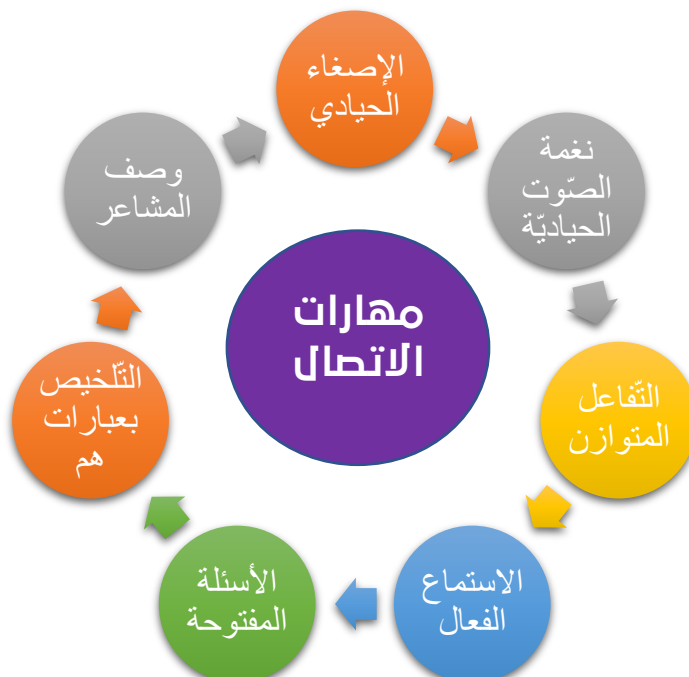 الإصغاء
الحيادي
نغمة
الصّوت
الحياديّة
التّفاعل
المتوازن
الاستماع
الفعال
الأسئلة
المفتوحة
التّلخيص
بعبارات
هم
وصف
المشاعر
مهارات
الاتصال